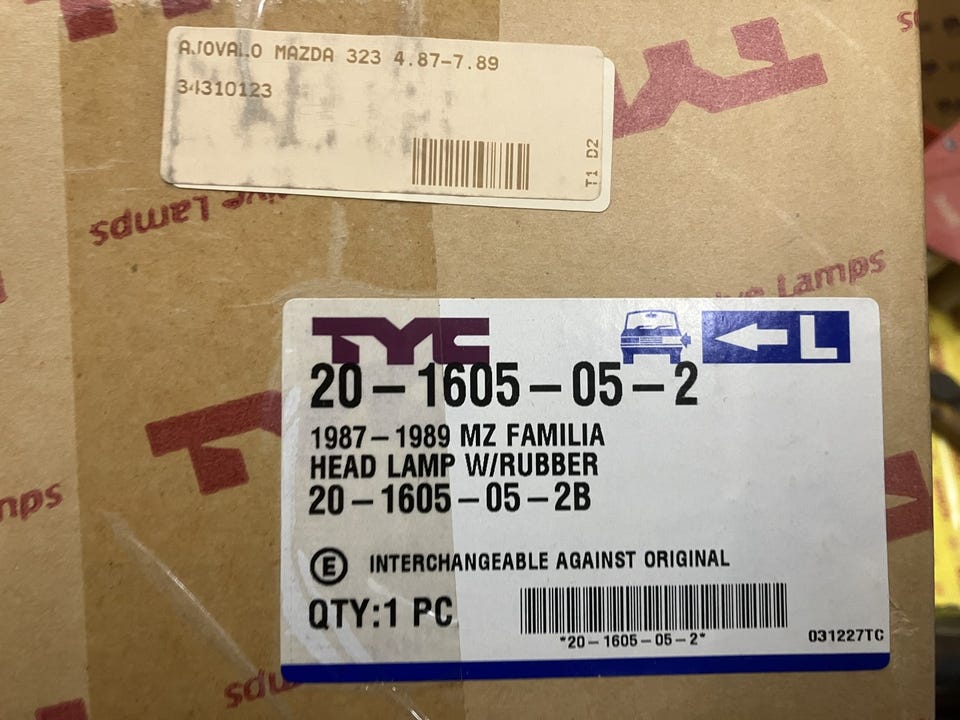 AJOVALO MAZDA 323 4.87-7.89
34310123
T1 D2
Lamps
ive Lamps
TYC
L
20-1605-05-2
1987-1989 MZ FAMILIA
HEAD LAMP W/RUBBER
20-1605-05-2B
E INTERCHANGEABLE AGAINST ORIGINAL
QTY:1 PC
*20-1605-05-2*
031227TC